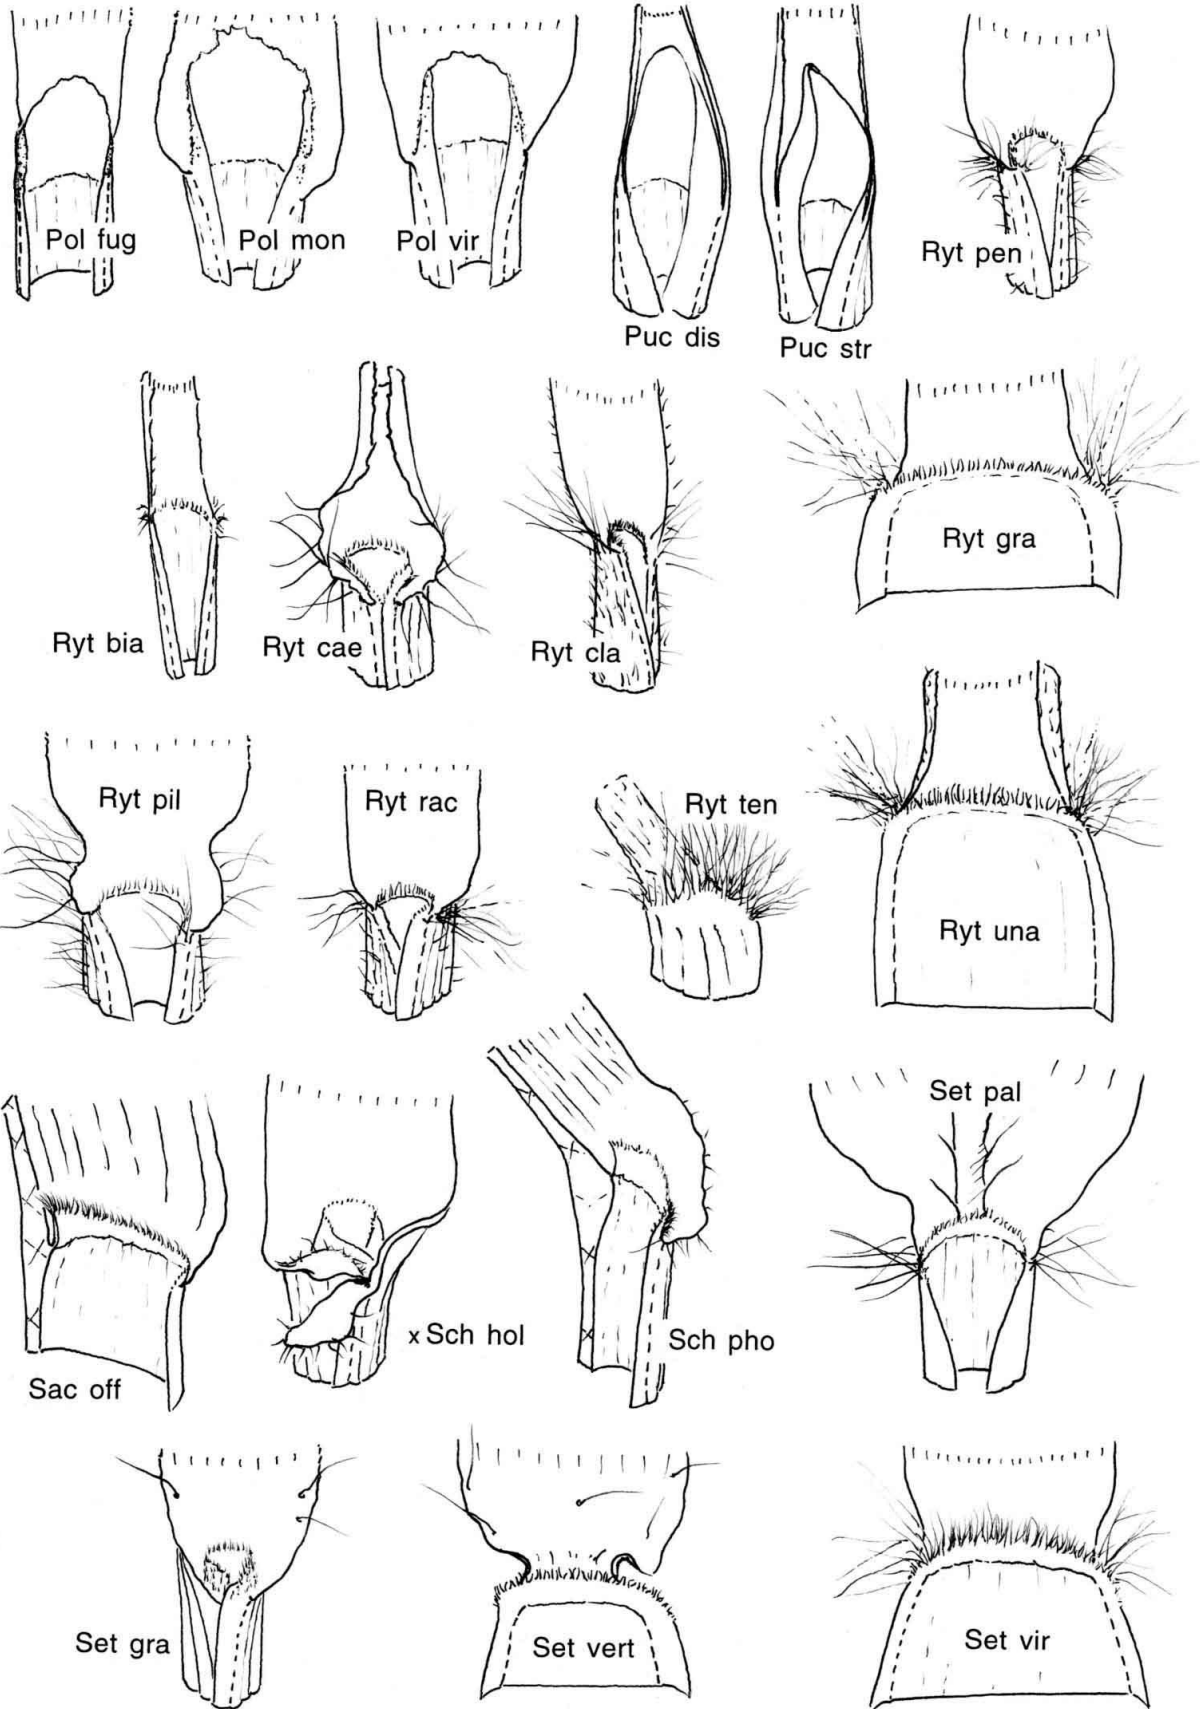 Pol fug
Pol mon
Pol vir
Puc dis
Puc str
Ryt pen
Ryt bia
Ryt cae
Ryt cla
Ryt gra
Ryt pil
Ryt rac
Ryt ten
Ryt una
Sac off
x Sch hol
Sch pho
Set pal
Set gra
Set vert
Set vir